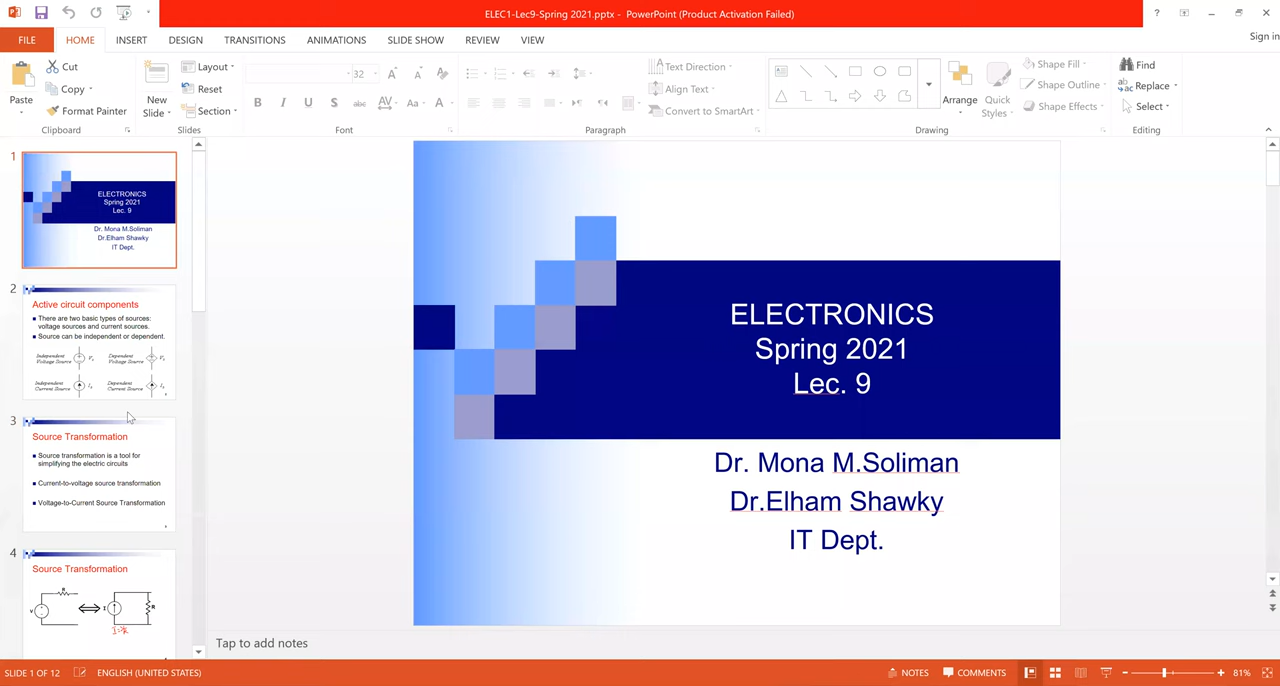 ELEC1-Lec9-Spring 2021.pptx - PowerPoint (Product Activation Failed)
FILE HOME INSERT DESIGN TRANSITIONS ANIMATIONS SLIDE SHOW REVIEW VIEW
Sign in
Paste
Cut
Copy
Format Painter
Clipboard
New Slide
Layout
Reset
Section
Slides
32
Font
Text Direction
Align Text
Convert to SmartArt
Paragraph
Arrange
Quick Styles
Shape Fill
Shape Outline
Shape Effects
Drawing
Find
Replace
Select
Editing
1
ELECTRONICS
Spring 2021
Lec. 9
Dr. Mona M.Soliman
Dr.Elham Shawky
IT Dept.
2
Active circuit components
There are two basic types of sources:
voltage sources and current sources.
Source can be independent or dependent.
Independent
Voltage Source
Dependent
Voltage Source
Independent
Current Source
Dependent
Current Source
3
Source Transformation
Source transformation is a tool for
simplifying the electric circuits
Current-to-voltage source transformation
Voltage-to-Current Source Transformation
4
Source Transformation
R
V
I
R
ELECTRONICS
Spring 2021
Lec. 9
Dr. Mona M.Soliman
Dr.Elham Shawky
IT Dept.
Tap to add notes
SLIDE 1 OF 12 ENGLISH (UNITED STATES) NOTES COMMENTS 81%